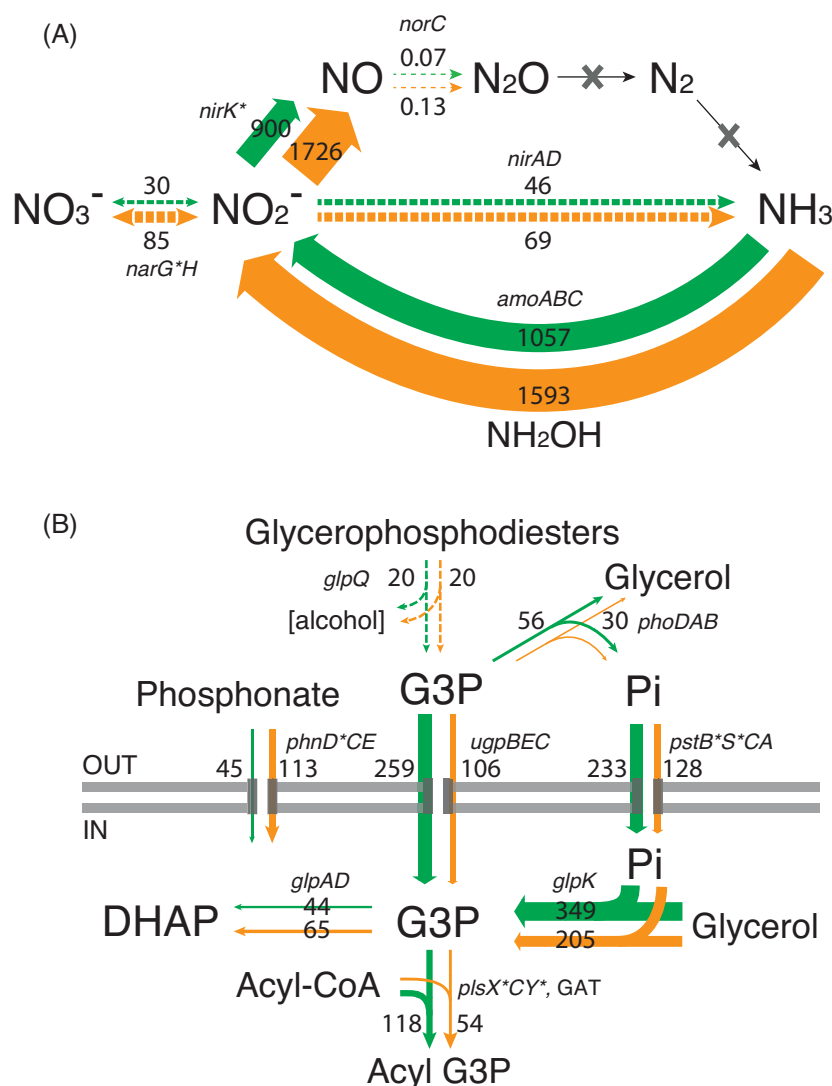 (A)
norC
0.07
NO N2O N2
0.13
nirK*
900
1726
nirAD
30 46
NO3- NO2- NH3
85 69
narG*H
amoABC
1057
1593
NH2OH
(B)
Glycerophosphodiesters
glpQ 20 20
Glycerol
[alcohol] 56 30 phoDAB
G3P Pi
Phosphonate
phnD*CE ugpBEC pstB*S*CA
OUT 45 113 259 106 233 128
IN
Pi
glpAD glpK
44 349
DHAP G3P Glycerol
65 205
Acyl-CoA plsX*CY*, GAT
118 54
Acyl G3P